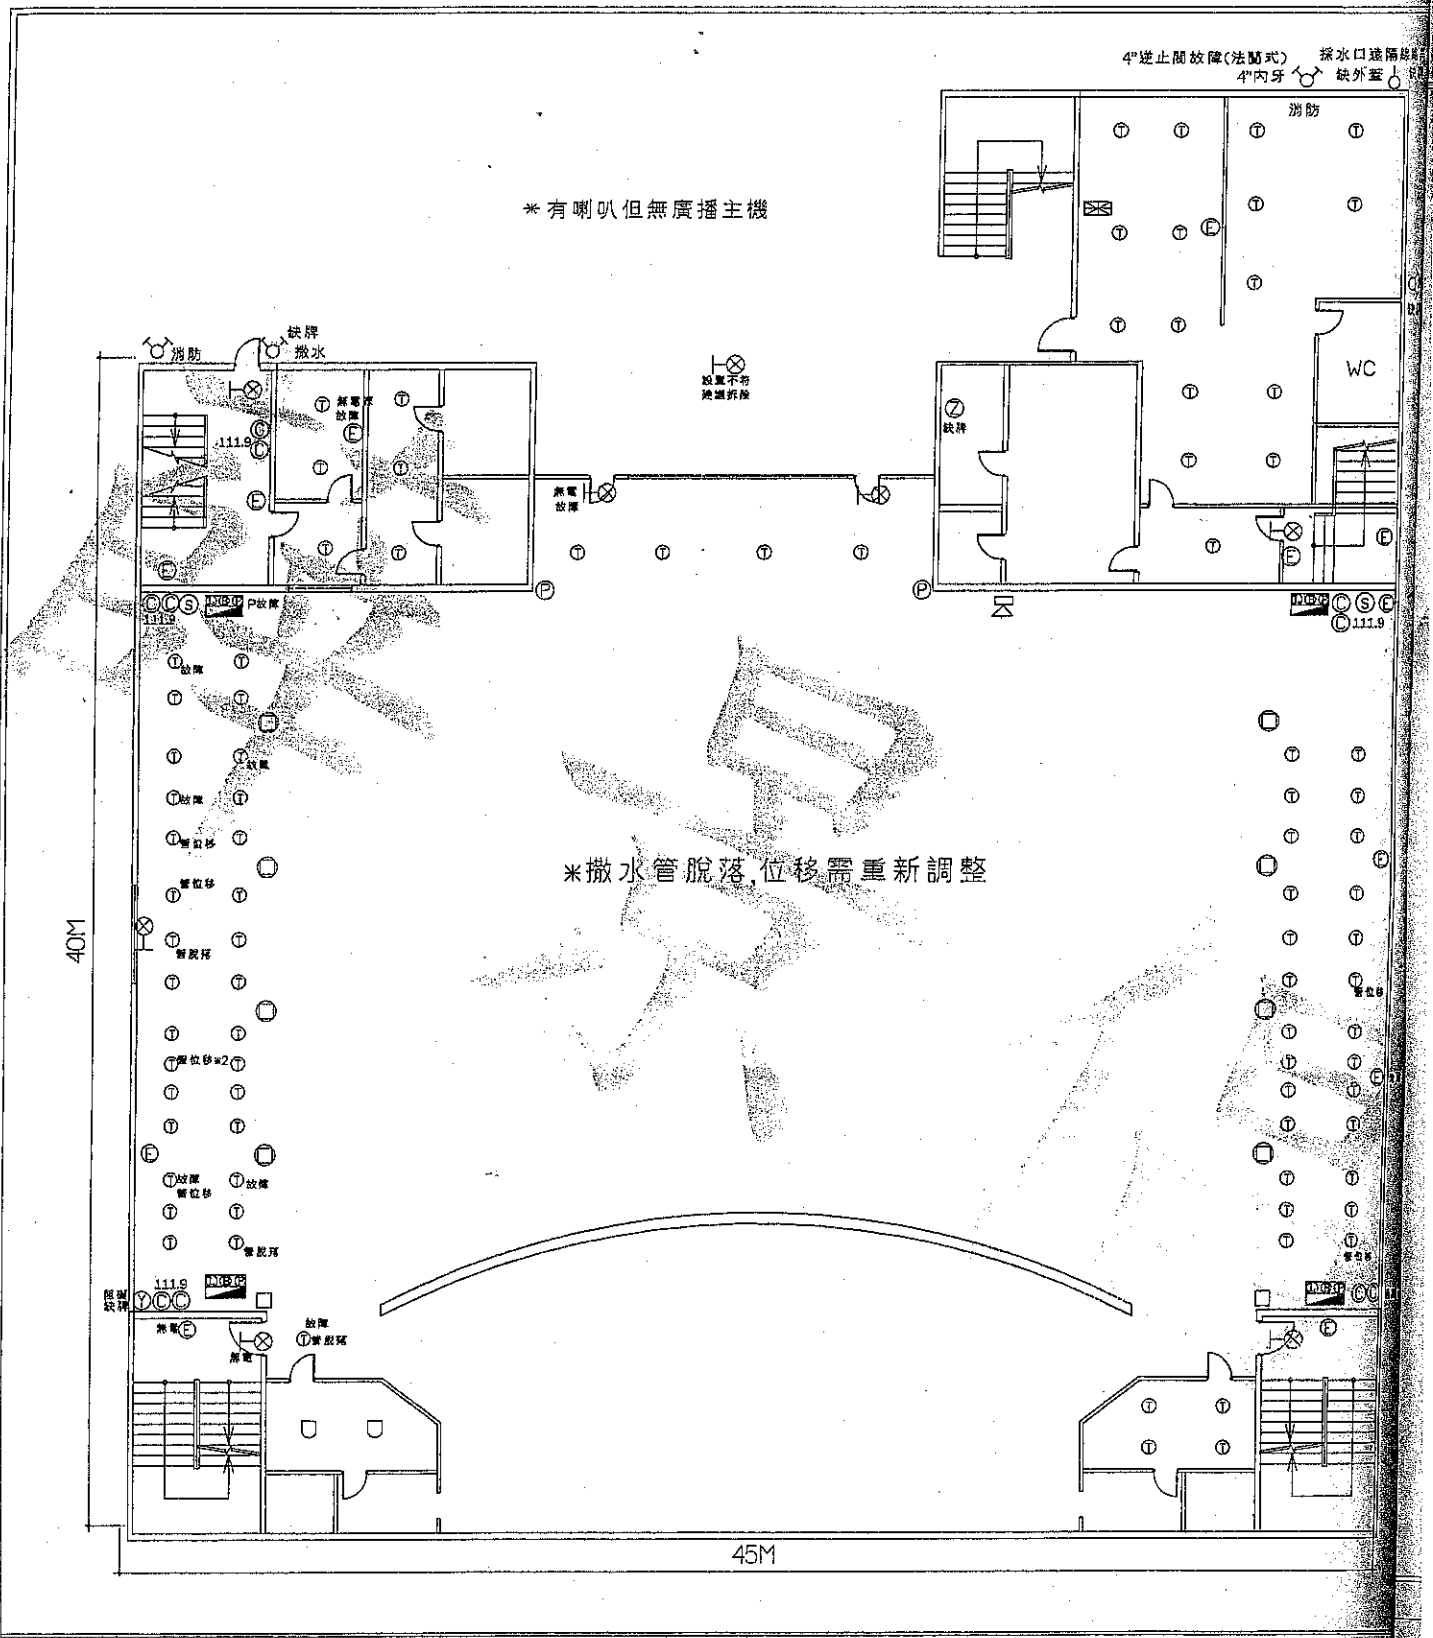 4"逆止閥故障(法蘭式)
4"內牙
採水口遠隔
缺外蓋
消防
*有喇叭但無廣播主機
消防
缺牌
撒水
設置不符
建議拆除
WC
無電源
故障
111.9
缺牌
無電
故障
P故障
111.9
111.9
故障
故障
故障
管位移
*撒水管脫落,位移需重新調整
管位移
40M
管脫落
管位移
管位移*2
故障
管位移
故障
管脫落
管位移
111.9
阻礙
缺牌
無電
無電
故障
管脫落
45M